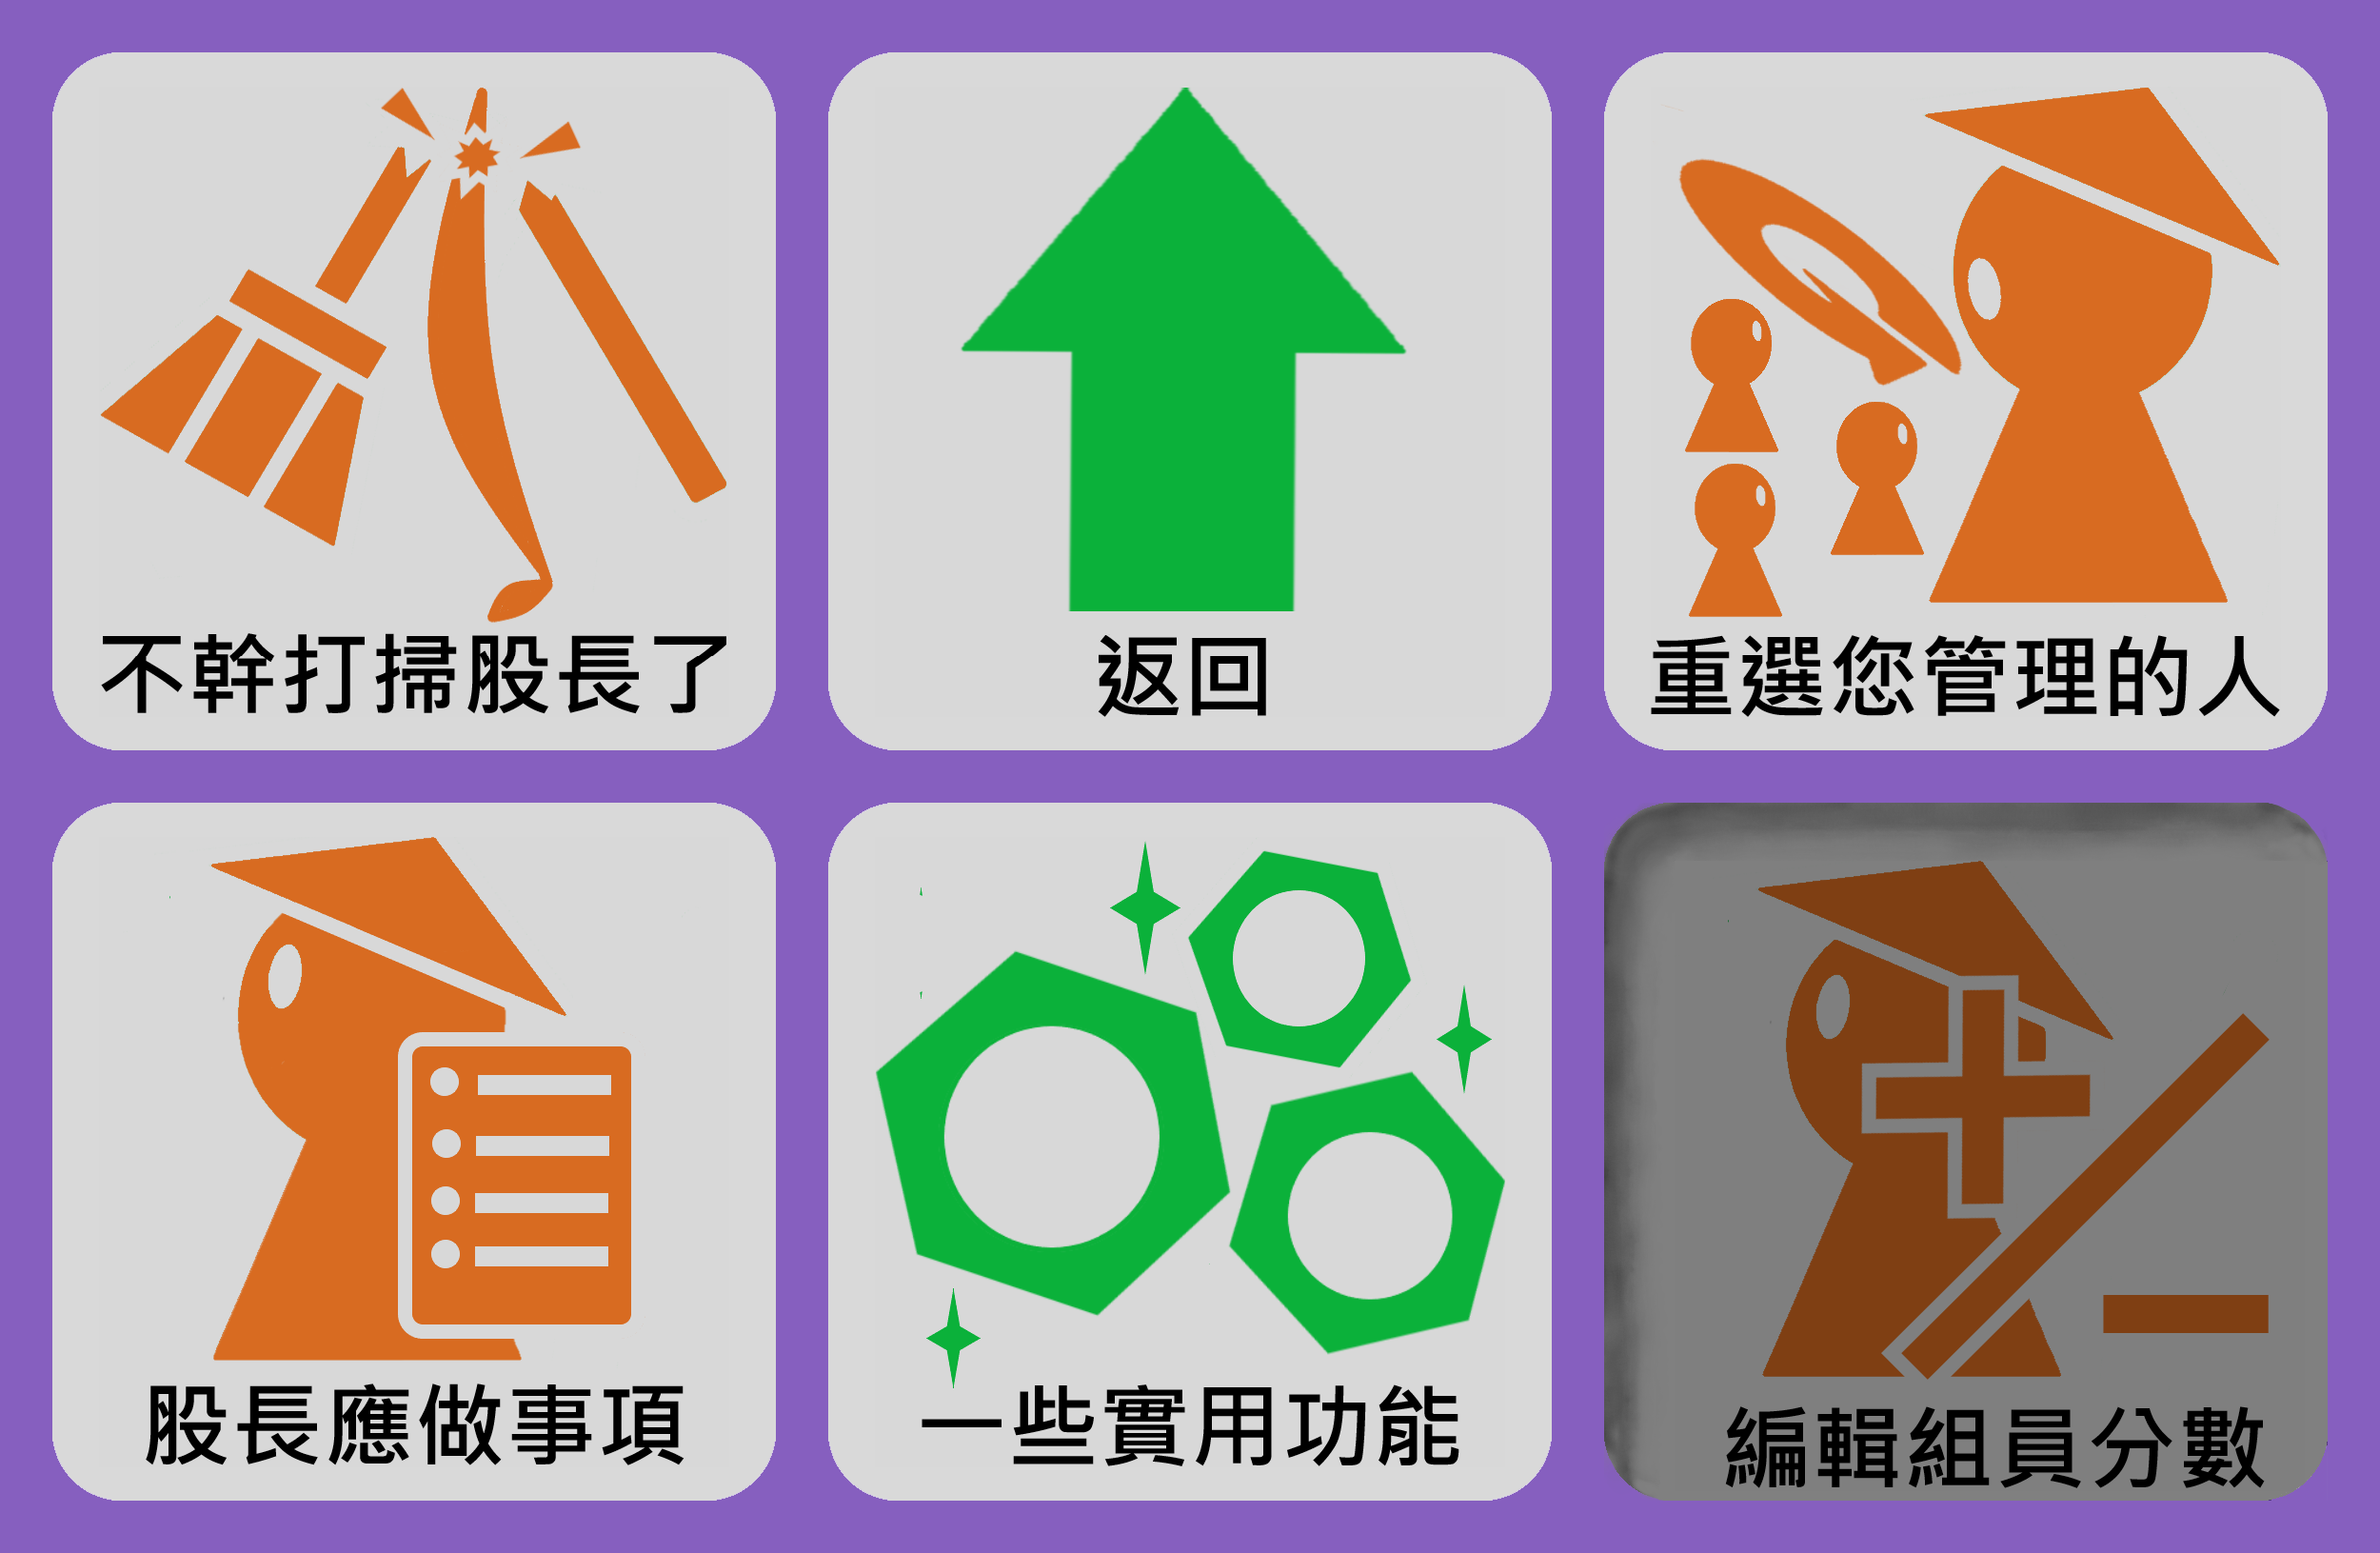 不幹打掃股長了
返回
重選您管理的人
股長應做事項
一些實用功能
編輯組員分數